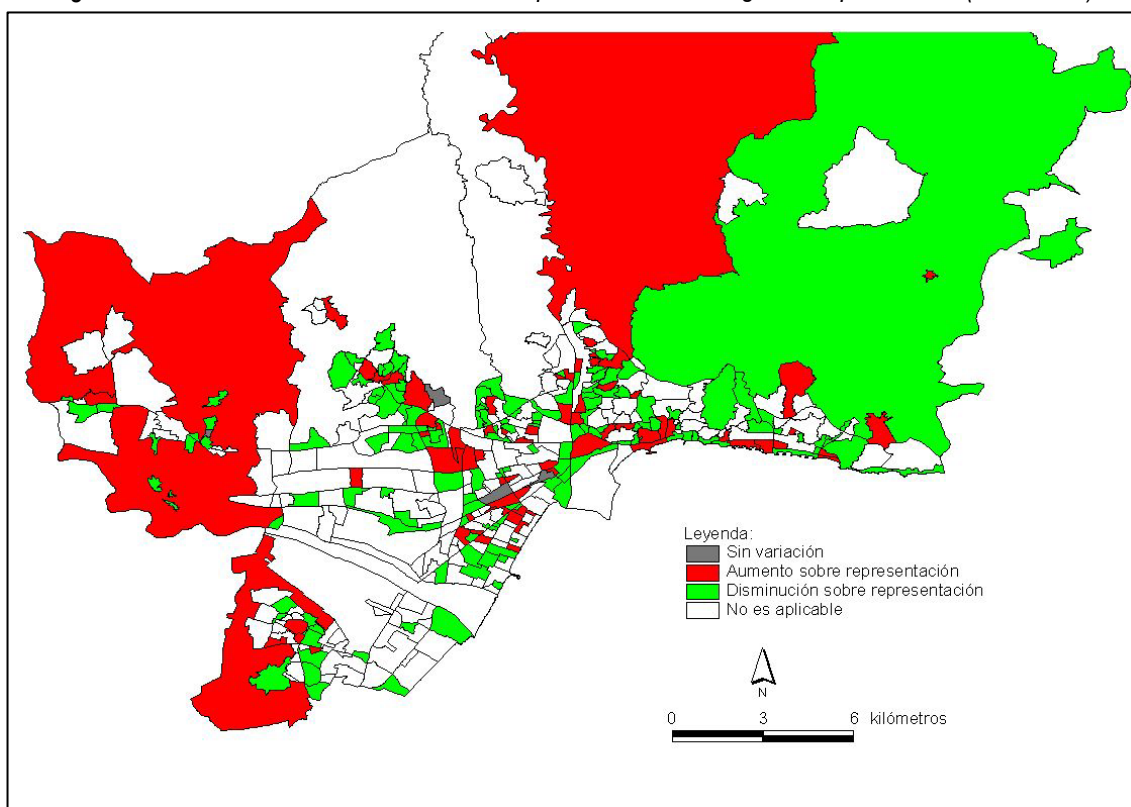 Leyenda:
Sin variación
Aumento sobre representación
Disminución sobre representación
No es aplicable
N
0 3 6 kilómetros